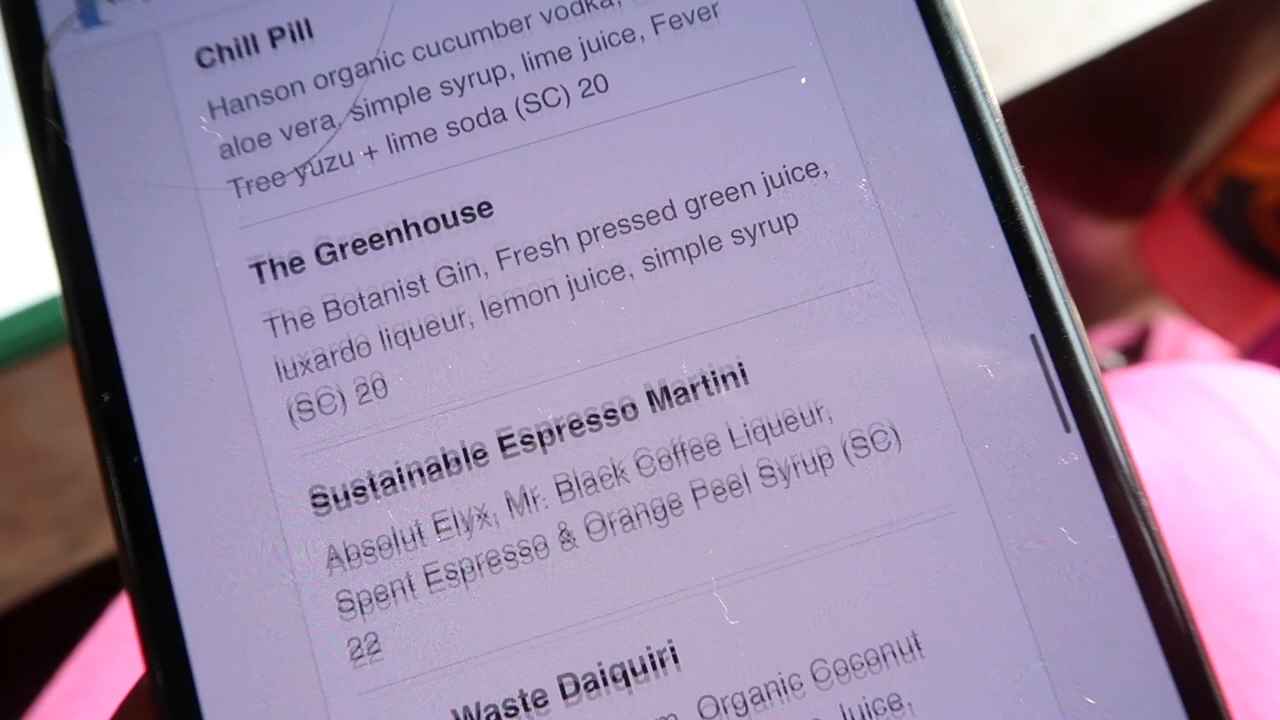 Chill Pill
Hanson organic cucumber vodka,
aloe vera, simple syrup, lime juice, Fever
Tree yuzu + lime soda (SC) 20
The Greenhouse
The Botanist Gin, Fresh pressed green juice,
luxardo liqueur, lemon juice, simple syrup
(SC) 20
Sustainable Espresso Martini
Absolut Elyx, Mr. Black Coffee Liqueur,
Spent Espresso & Orange Peel Syrup (SC)
22
Waste Daiquiri
Organic Coconut
Juice,